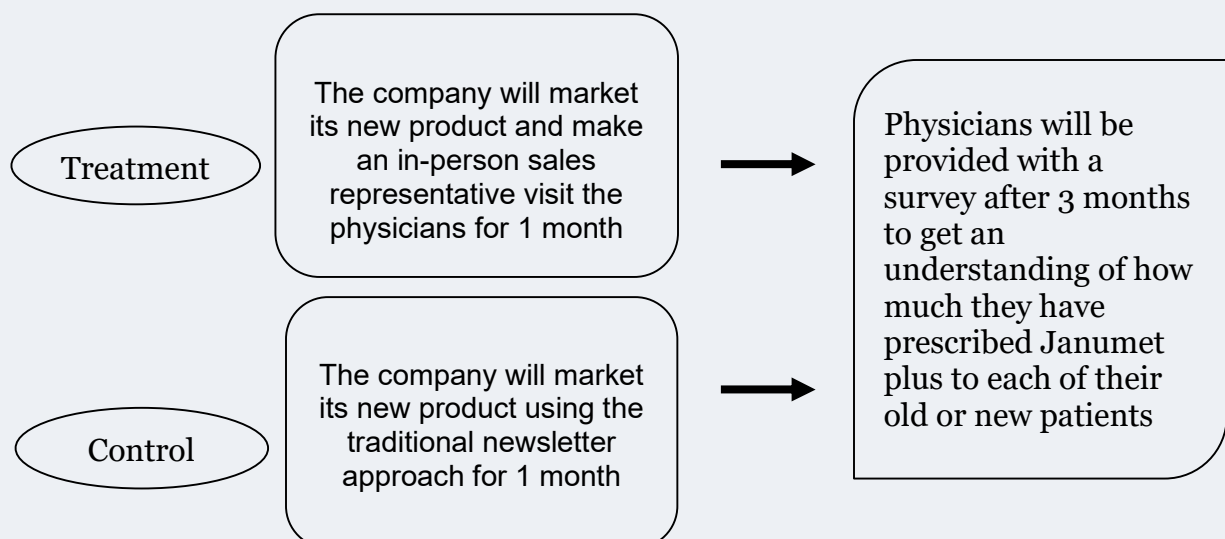 Treatment
The company will market
its new product and make
an in-person sales
representative visit the
physicians for 1 month
Control
The company will market
its new product using the
traditional newsletter
approach for 1 month
Physicians will be
provided with a
survey after 3 months
to get an
understanding of how
much they have
prescribed Janumet
plus to each of their
old or new patients